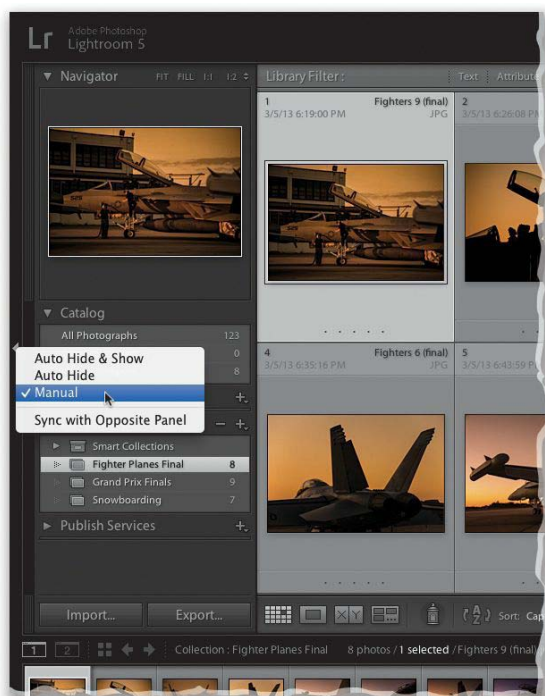 Lr Adobe Photoshop
Lightroom 5
Navigator FIT FILL 1:1 1:2
Library Filter: Text Attribute
1 Fighters 9 (final)
3/5/13 6:19:00 PM JPG
2
3/5/13 6:26:08 PM
Catalog
All Photographs 123
0
8
Auto Hide & Show
Auto Hide
✓ Manual
Sync with Opposite Panel
4 Fighters 6 (final)
3/5/13 6:35:16 PM JPG
5
3/5/13 6:43:59
Smart Collections
Fighter Planes Final 8
Grand Prix Finals 9
Snowboarding 7
Publish Services
Import... Export...
XY
A Z Sort: Cap
1 2 Collection : Fighter Planes Final 8 photos / 1 selected / Fighters 9 (final)